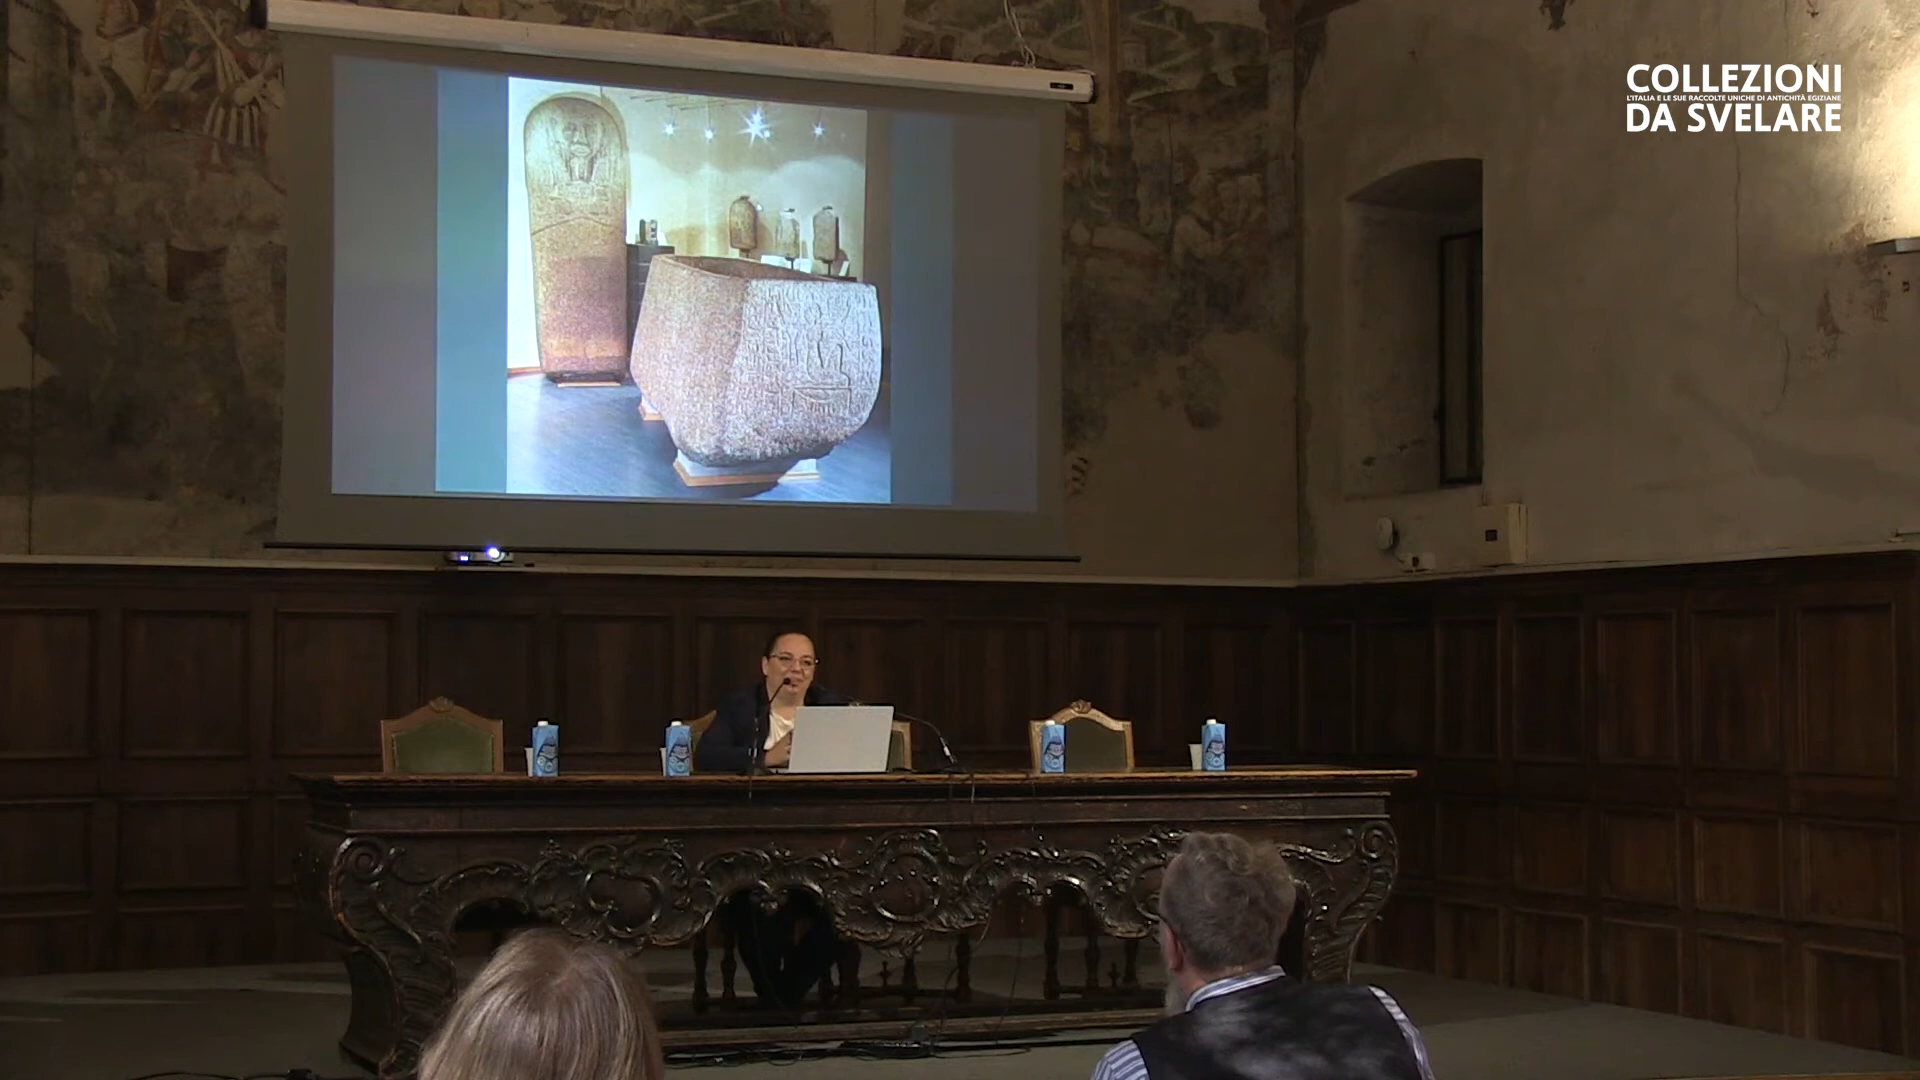 COLLEZIONI
L'ITALIA E LE SUE RACCOLTE UNICHE DI ANTICHITÀ EGIZIANE
DA SVELARE